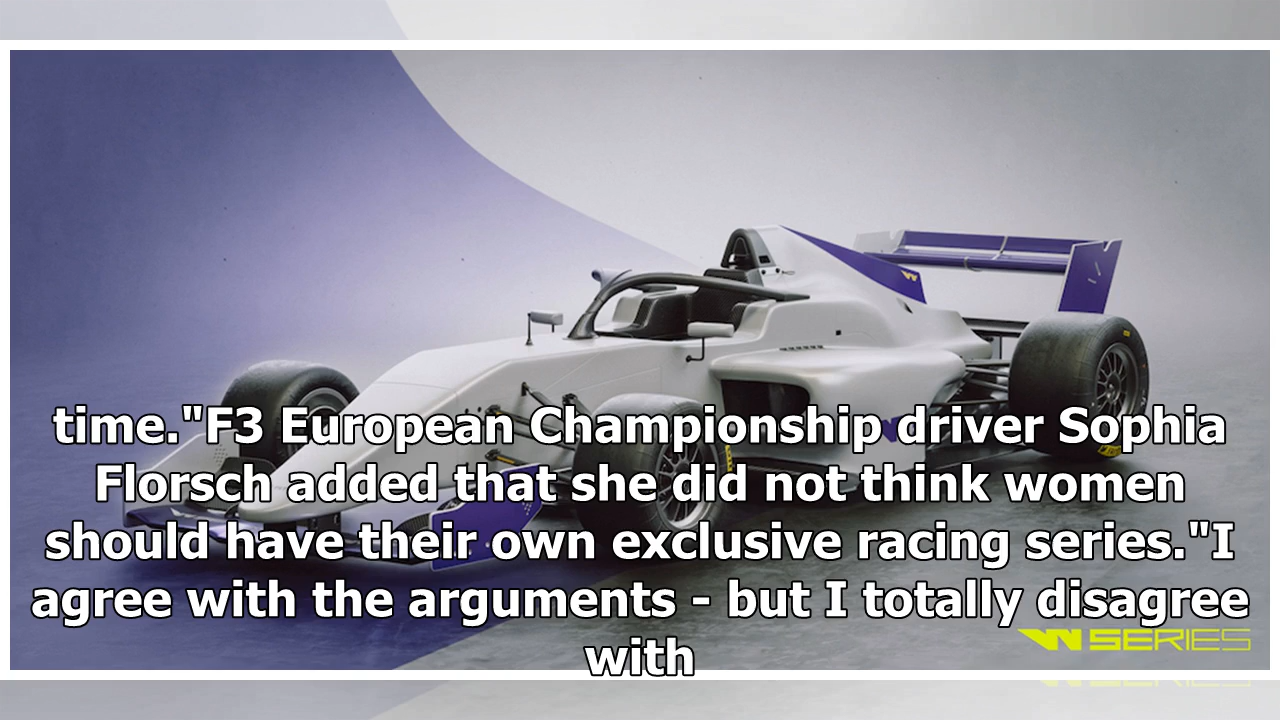 time."F3 European Championship driver Sophia
Florsch added that she did not think women
should have their own exclusive racing series."I
agree with the arguments - but I totally disagree
with
W SERIES